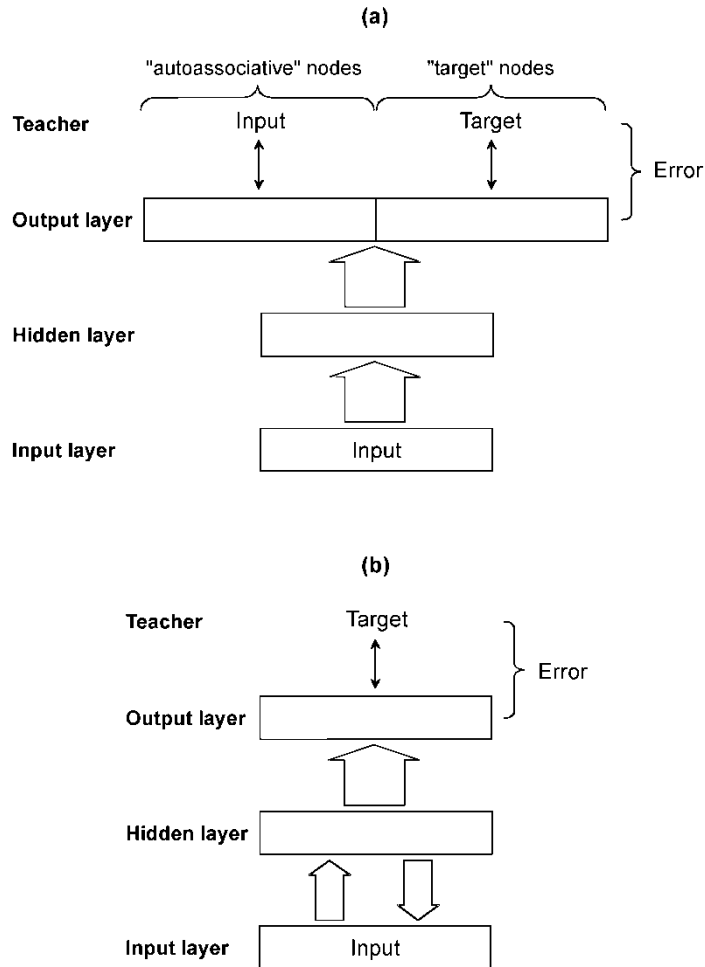 (a)
"autoassociative" nodes ”target" nodes
Teacher Input Target
Error
Output layer
Hidden layer
Input layer Input
(b)
Teacher Target
Error
Output layer
Hidden layer
Input layer Input